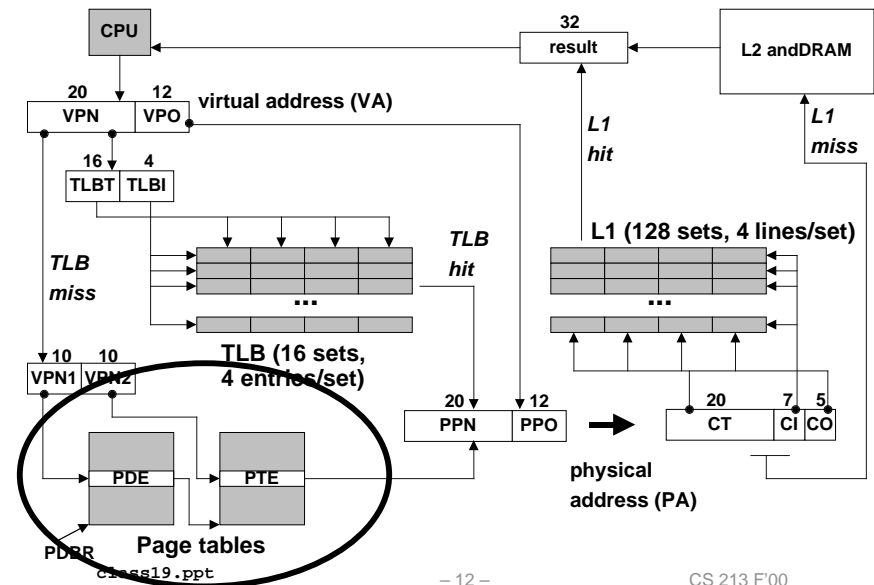 CPU
32
result
L2 andDRAM
20 12
VPN VPO
virtual address (VA)
L1
hit
L1
miss
16 4
TLBT TLBI
L1 (128 sets, 4 lines/set)
TLB
hit
TLB
miss
...
...
TLB (16 sets,
4 entries/set)
10 10
VPN1 VPN2
20 12
PPN PPO
20 7 5
CT CI CO
physical
address (PA)
PDE
PTE
PDBR
Page tables
class19.ppt
– 12 –
CS 213 F'00